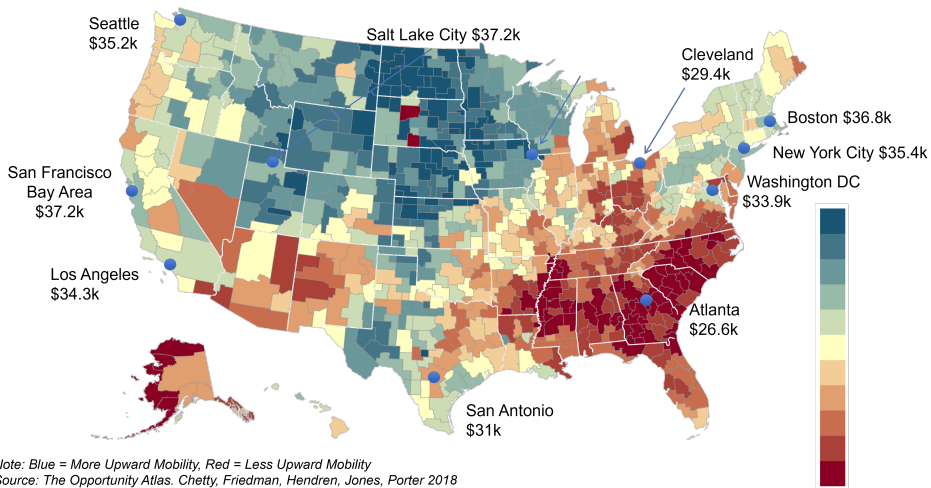 Seattle
$35.2k
Salt Lake City $37.2k
Cleveland
$29.4k
Boston $36.8k
New York City $35.4k
San Francisco
Bay Area
$37.2k
Washington DC
$33.9k
Los Angeles
$34.3k
Atlanta
$26.6k
San Antonio
$31k
Note: Blue = More Upward Mobility, Red = Less Upward Mobility
Source: The Opportunity Atlas. Chetty, Friedman, Hendren, Jones, Porter 2018